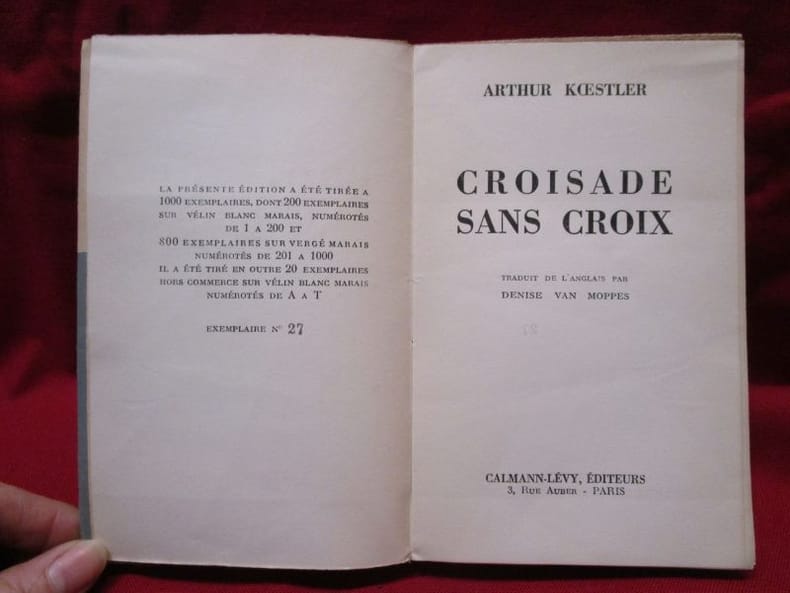 LA PRÉSENTE ÉDITION A ÉTÉ TIRÉE A
1000 EXEMPLAIRES, DONT 200 EXEMPLAIRES
SUR VÉLIN BLANC MARAIS, NUMÉROTÉS
DE 1 A 200 ET
800 EXEMPLAIRES SUR VERGÉ MARAIS
NUMÉROTÉS DE 201 A 1000
IL A ÉTÉ TIRÉ EN OUTRE 20 EXEMPLAIRES
HORS COMMERCE SUR VÉLIN BLANC MARAIS
NUMÉROTÉS DE A A T
EXEMPLAIRE N° 27
ARTHUR KŒSTLER
CROISADE
SANS CROIX
TRADUIT DE L'ANGLAIS PAR
DENISE VAN MOPPES
CALMANN-LÉVY, ÉDITEURS
3, RUE AUBER - PARIS